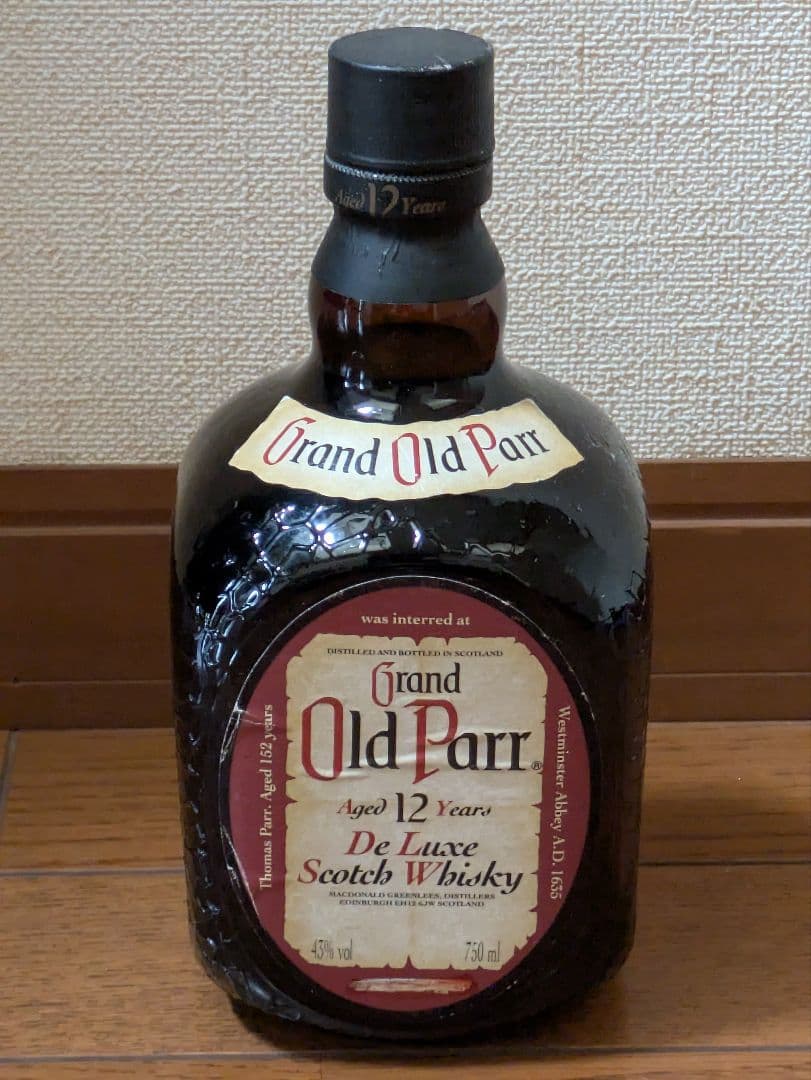 Aged 12 Years
Grand Old Parr
was interred at
DISTILLED AND BOTTLED IN SCOTLAND
Grand
Old Parr®
Aged 12 Years
De Luxe
Scotch Whisky
MACDONALD GREENLEES, DISTILLERS
EDINBURGH EH12 6JW SCOTLAND
43% vol 750 ml
Thomas Parr. Aged 152 years
Westminster Abbey A.D. 1635